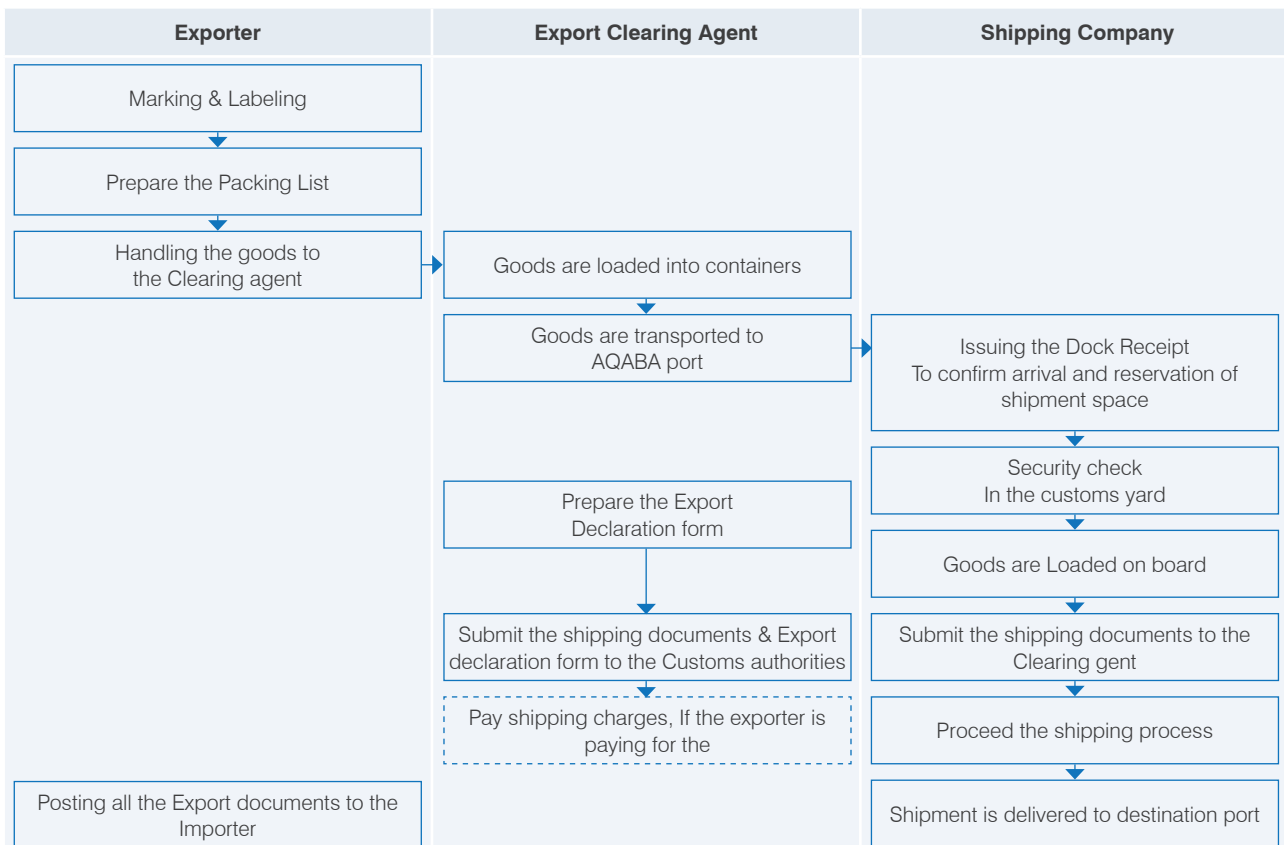 Exporter
Export Clearing Agent
Shipping Company
Marking & Labeling
Prepare the Packing List
Handling the goods to
the Clearing agent
Goods are loaded into containers
Goods are transported to
AQABA port
Issuing the Dock Receipt
To confirm arrival and reservation of
shipment space
Security check
In the customs yard
Prepare the Export
Declaration form
Goods are Loaded on board
Submit the shipping documents & Export
declaration form to the Customs authorities
Submit the shipping documents to the
Clearing gent
Pay shipping charges, If the exporter is
paying for the
Proceed the shipping process
Posting all the Export documents to the
Importer
Shipment is delivered to destination port